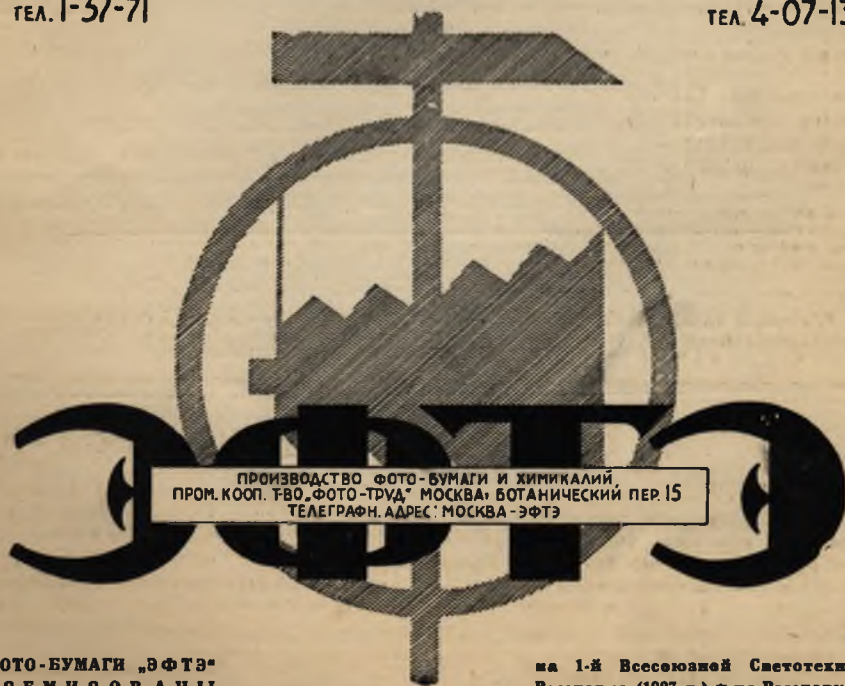 ТЕЛ. 1-37-71
ТЕЛ. 4-07-13
ЭФТЭ
ПРОИЗВОДСТВО ФОТО-БУМАГИ И ХИМИКАЛИЙ,
ПРОМ. КООП. Т-ВО „ФОТО-ТРУД" МОСКВА, БОТАНИЧЕСКИЙ ПЕР. 15
ТЕЛЕГРАФН. АДРЕС: МОСКВА-ЭФТЭ
ОТО-БУМАГИ „ЭФТЭ"
на 1-й Всесоюзной Светотехн